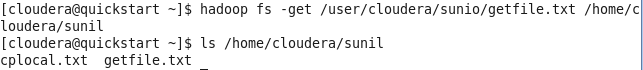 [cloudera@quickstart ~]$ hadoop fs -get /user/cloudera/sunio/getfile.txt /home/c
loudera/sunil
[cloudera@quickstart ~]$ ls /home/cloudera/sunil
cplocal.txt  getfile.txt _